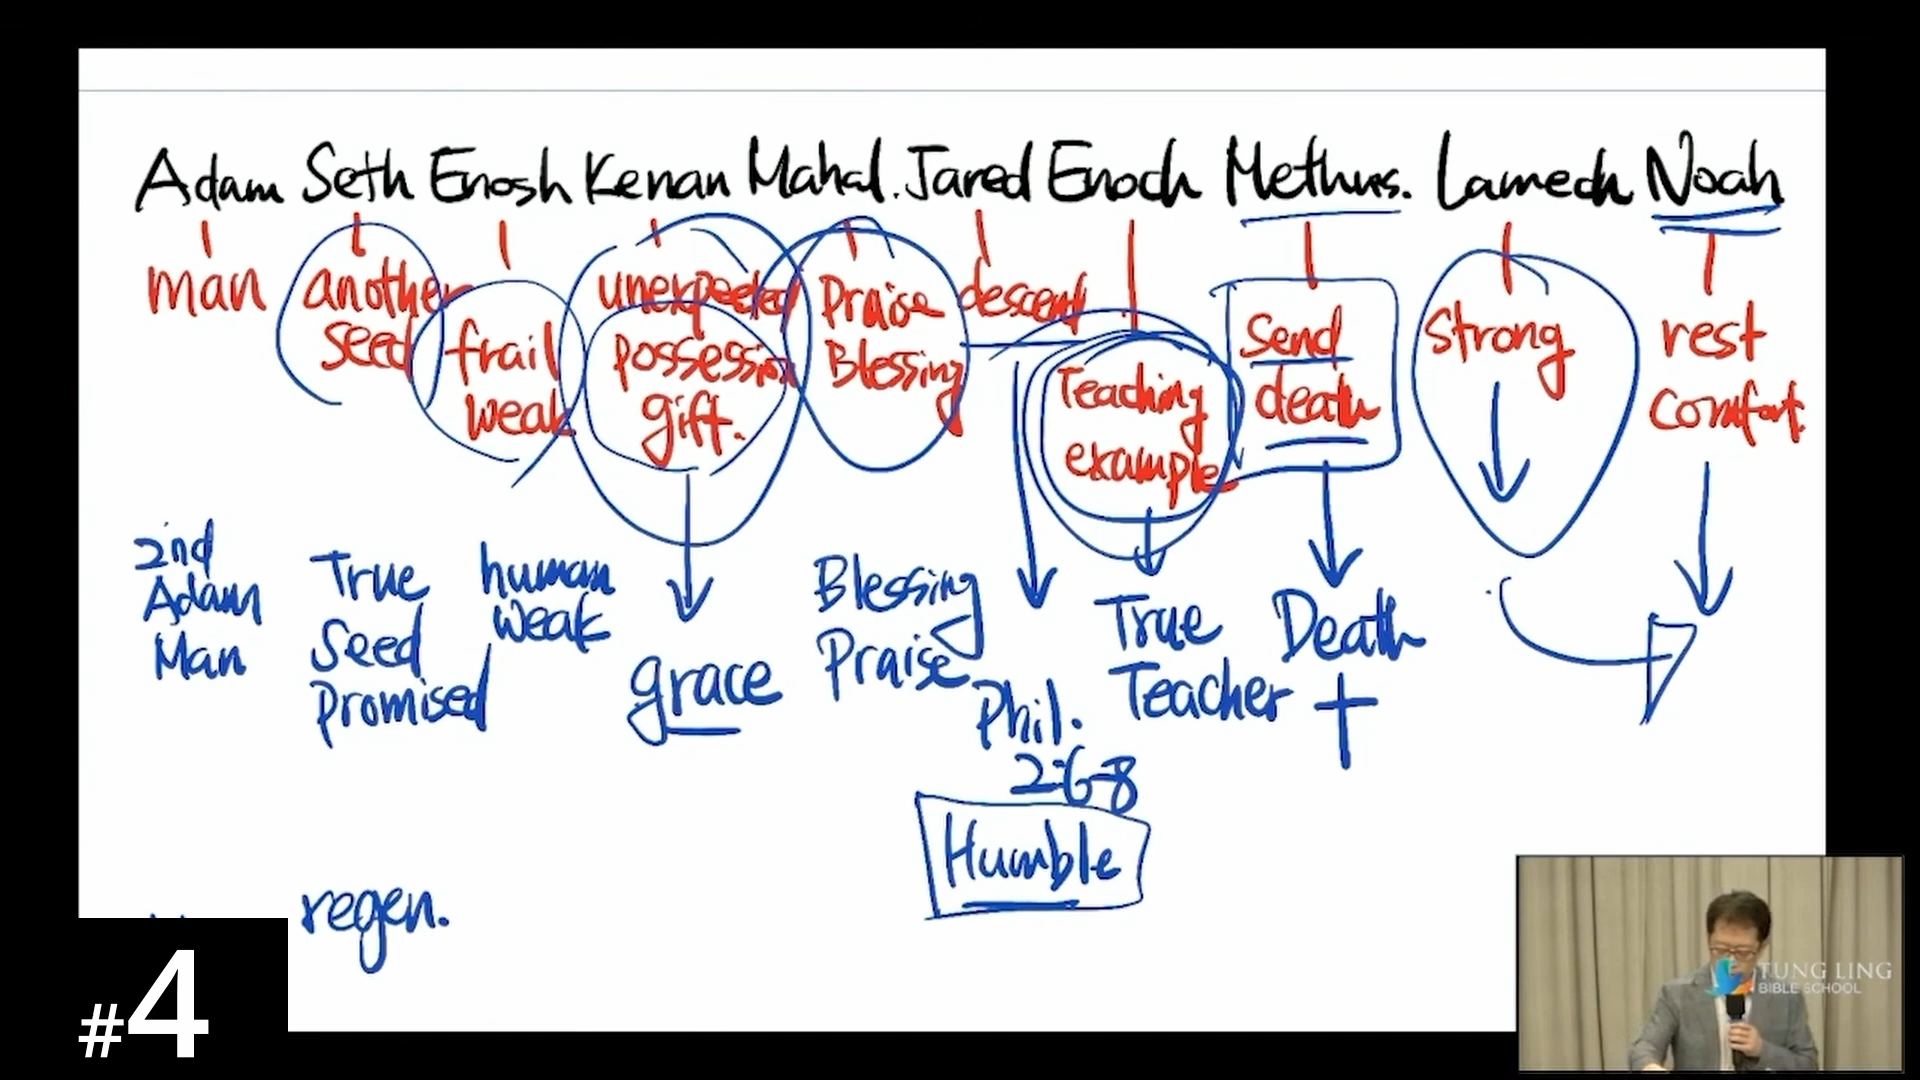 Adam Seth Enosh Kenan Mahal. Jared Enoch Methus. Lamech Noah
man
another
seed
frail
weak
unexpected
possession
gift.
Praise
Blessing
descent
Teaching
example
Send
death
strong
rest
comfort.
2nd
Adam
Man
True
Seed
Promised
human
weak
grace
Blessing
Praise
Phil.
2:6-8
Humble
True
Teacher
Death
regen.
#4
TUNG LING
BIBLE SCHOOL